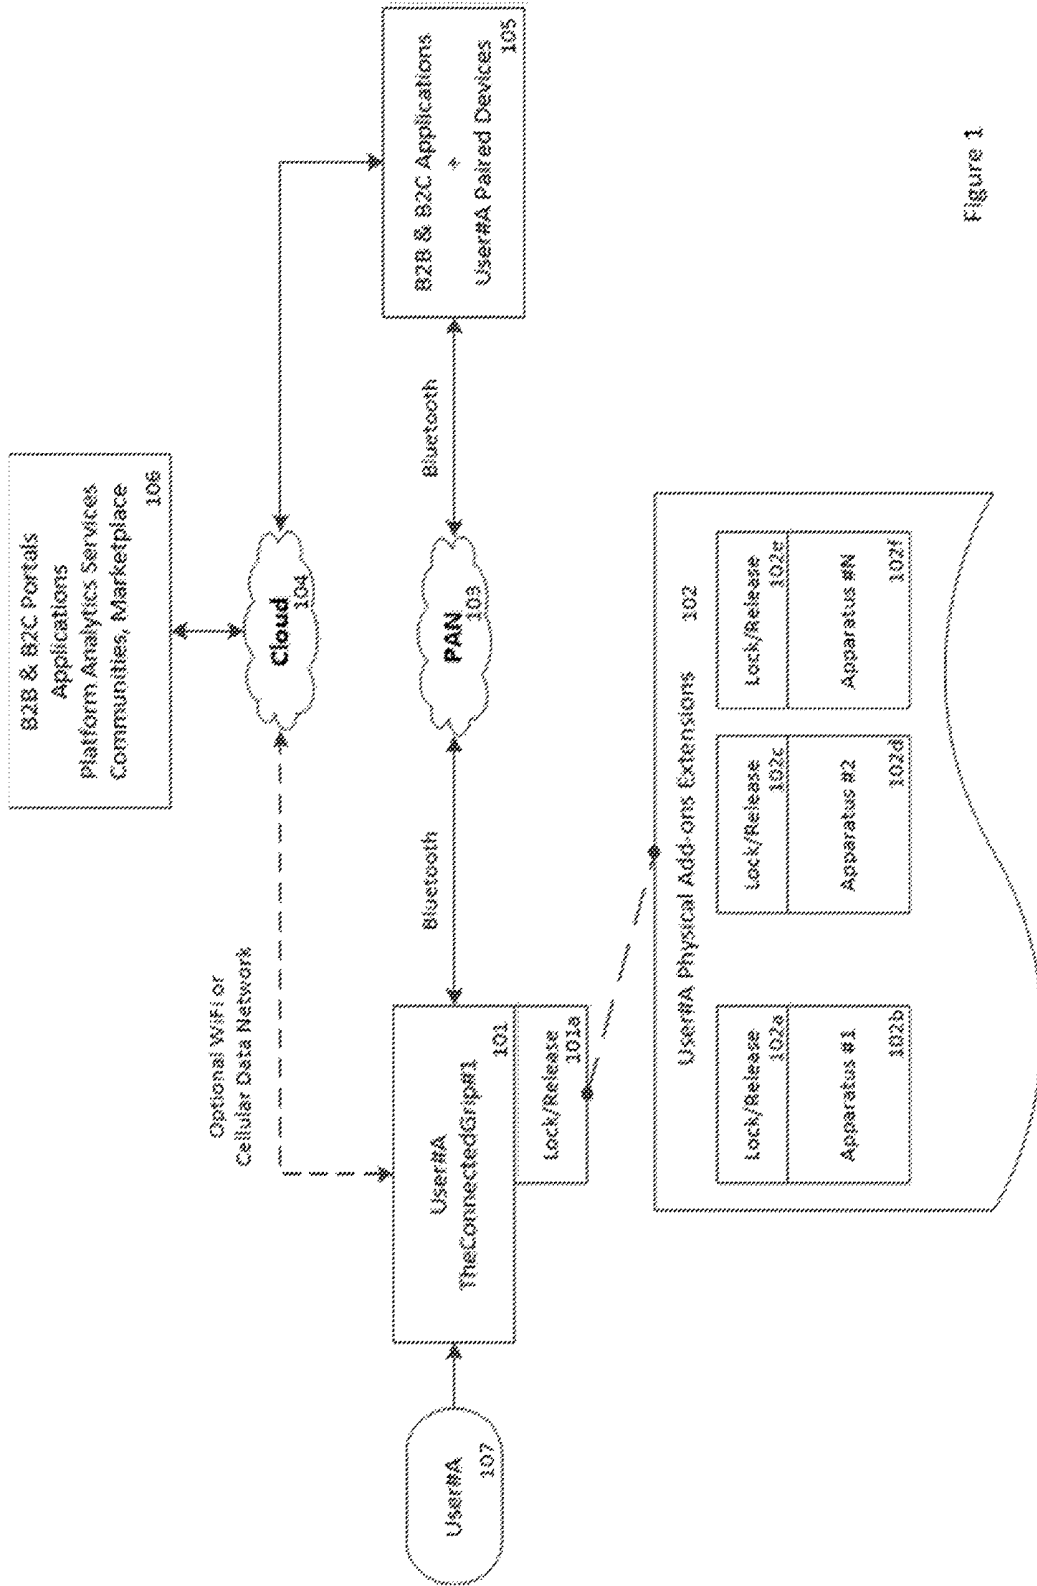 B2B & B2C Portals
Applications
Platform Analytics Services
Communities, Marketplace
106
Optional WiFi or
Cellular Data Network
Cloud
104
B2B & B2C Applications
+
User#A Paired Devices
105
User#A
107
User#A
TheConnectedGrip#1
101
Lock/Release
101a
Bluetooth
PAN
103
Bluetooth
User#A Physical Add-ons Extensions 102
Lock/Release
102a
Apparatus #1
102b
Lock/Release
102c
Apparatus #2
102d
Lock/Release
102e
Apparatus #N
102f
Figure 1